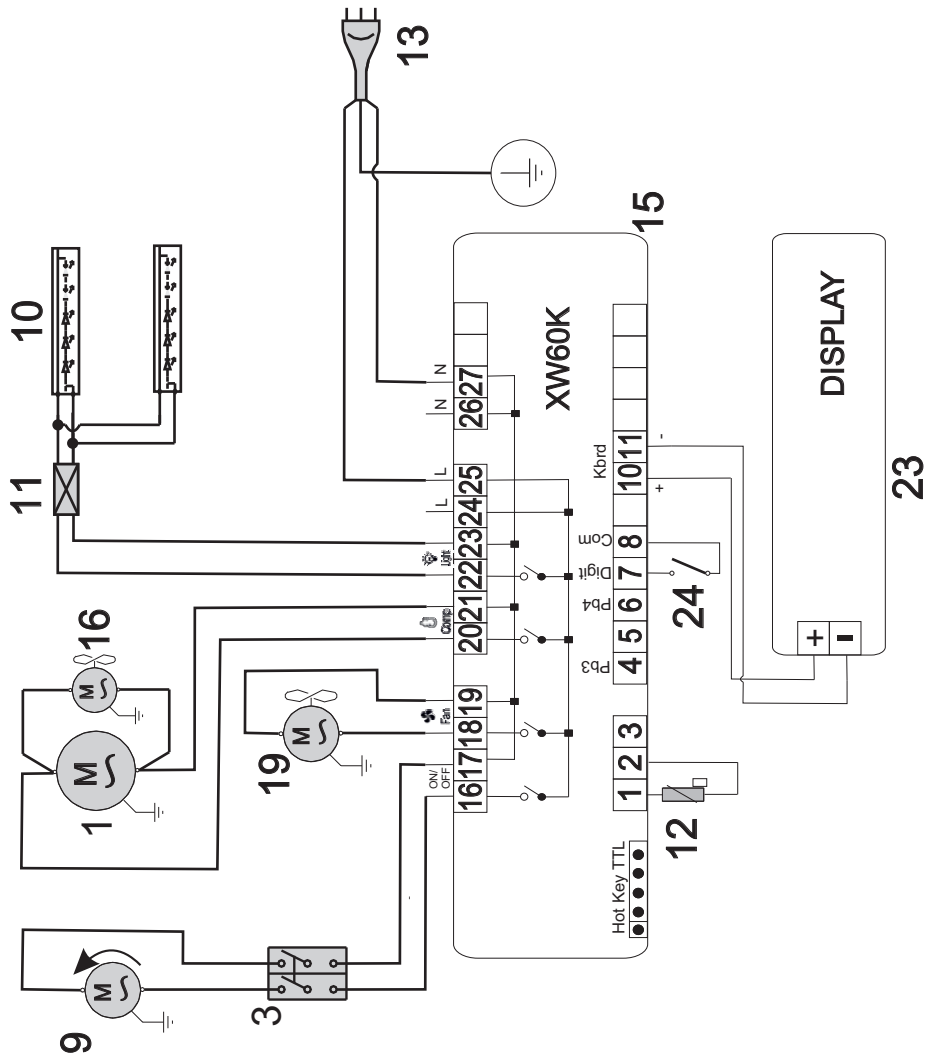 13
10
11
16
M
M
1
19
M
9
M
3
15
XW60K
N
N
L
L
Light
Comp
Fan
ON/
OFF
27
26
25
24
23
22
21
20
19
18
17
16
Kbrd
+
-
Com
Digit
Pb4
Pb3
11
10
8
7
6
5
4
3
2
1
Hot Key TTL
24
12
DISPLAY
+
-
23